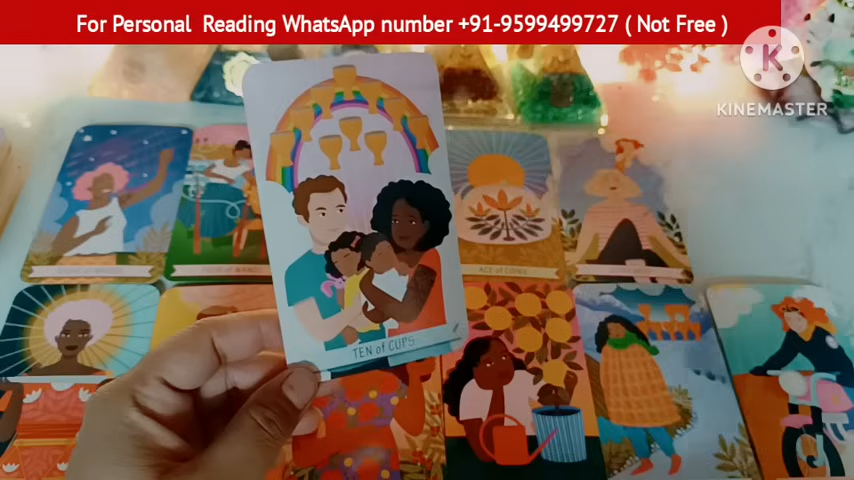 For Personal Reading WhatsApp number +91-9599499727 ( Not Free )
K
KINEMASTER
TEN of CUPS
ACE of COINS